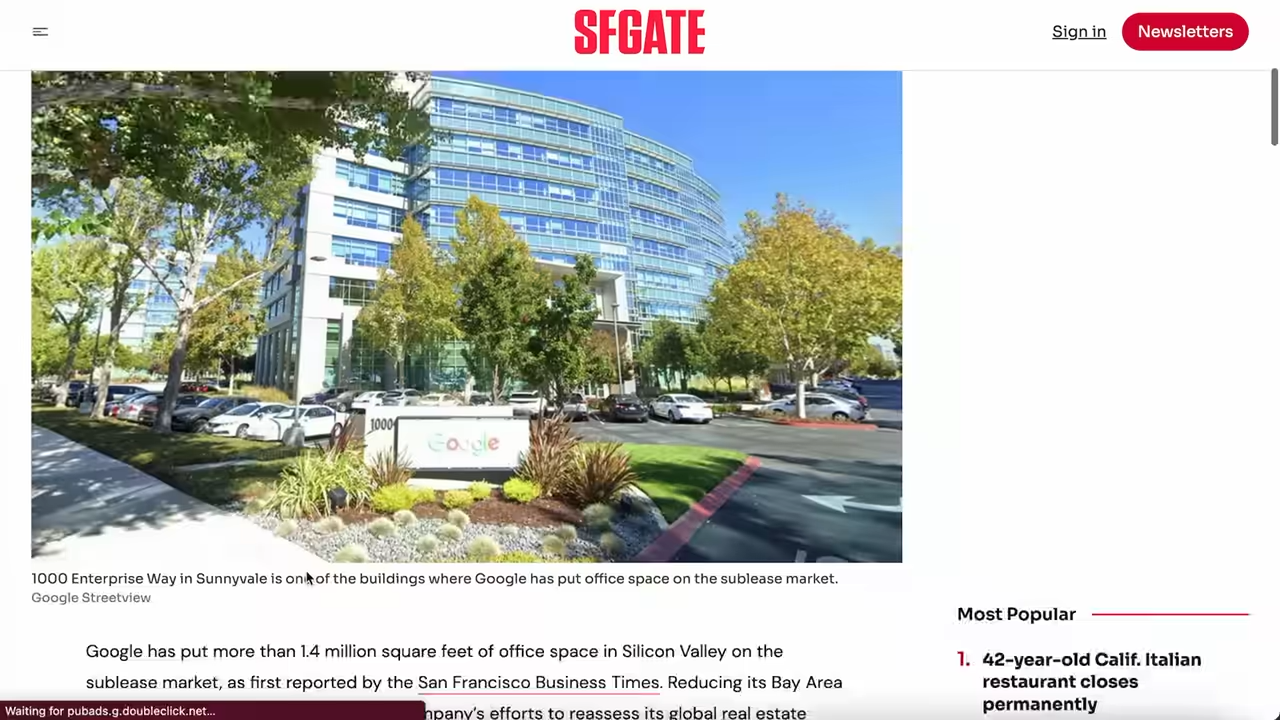 SFGATE
Sign in
Newsletters
1000
Google
1000 Enterprise Way in Sunnyvale is one of the buildings where Google has put office space on the sublease market.
Google Streetview
Google has put more than 1.4 million square feet of office space in Silicon Valley on the
sublease market, as first reported by the San Francisco Business Times. Reducing its Bay Area
mpany's efforts to reassess its global real estate
Most Popular
1. 42-year-old Calif. Italian
restaurant closes
permanently
Waiting for pubads.g.doubleclick.net...